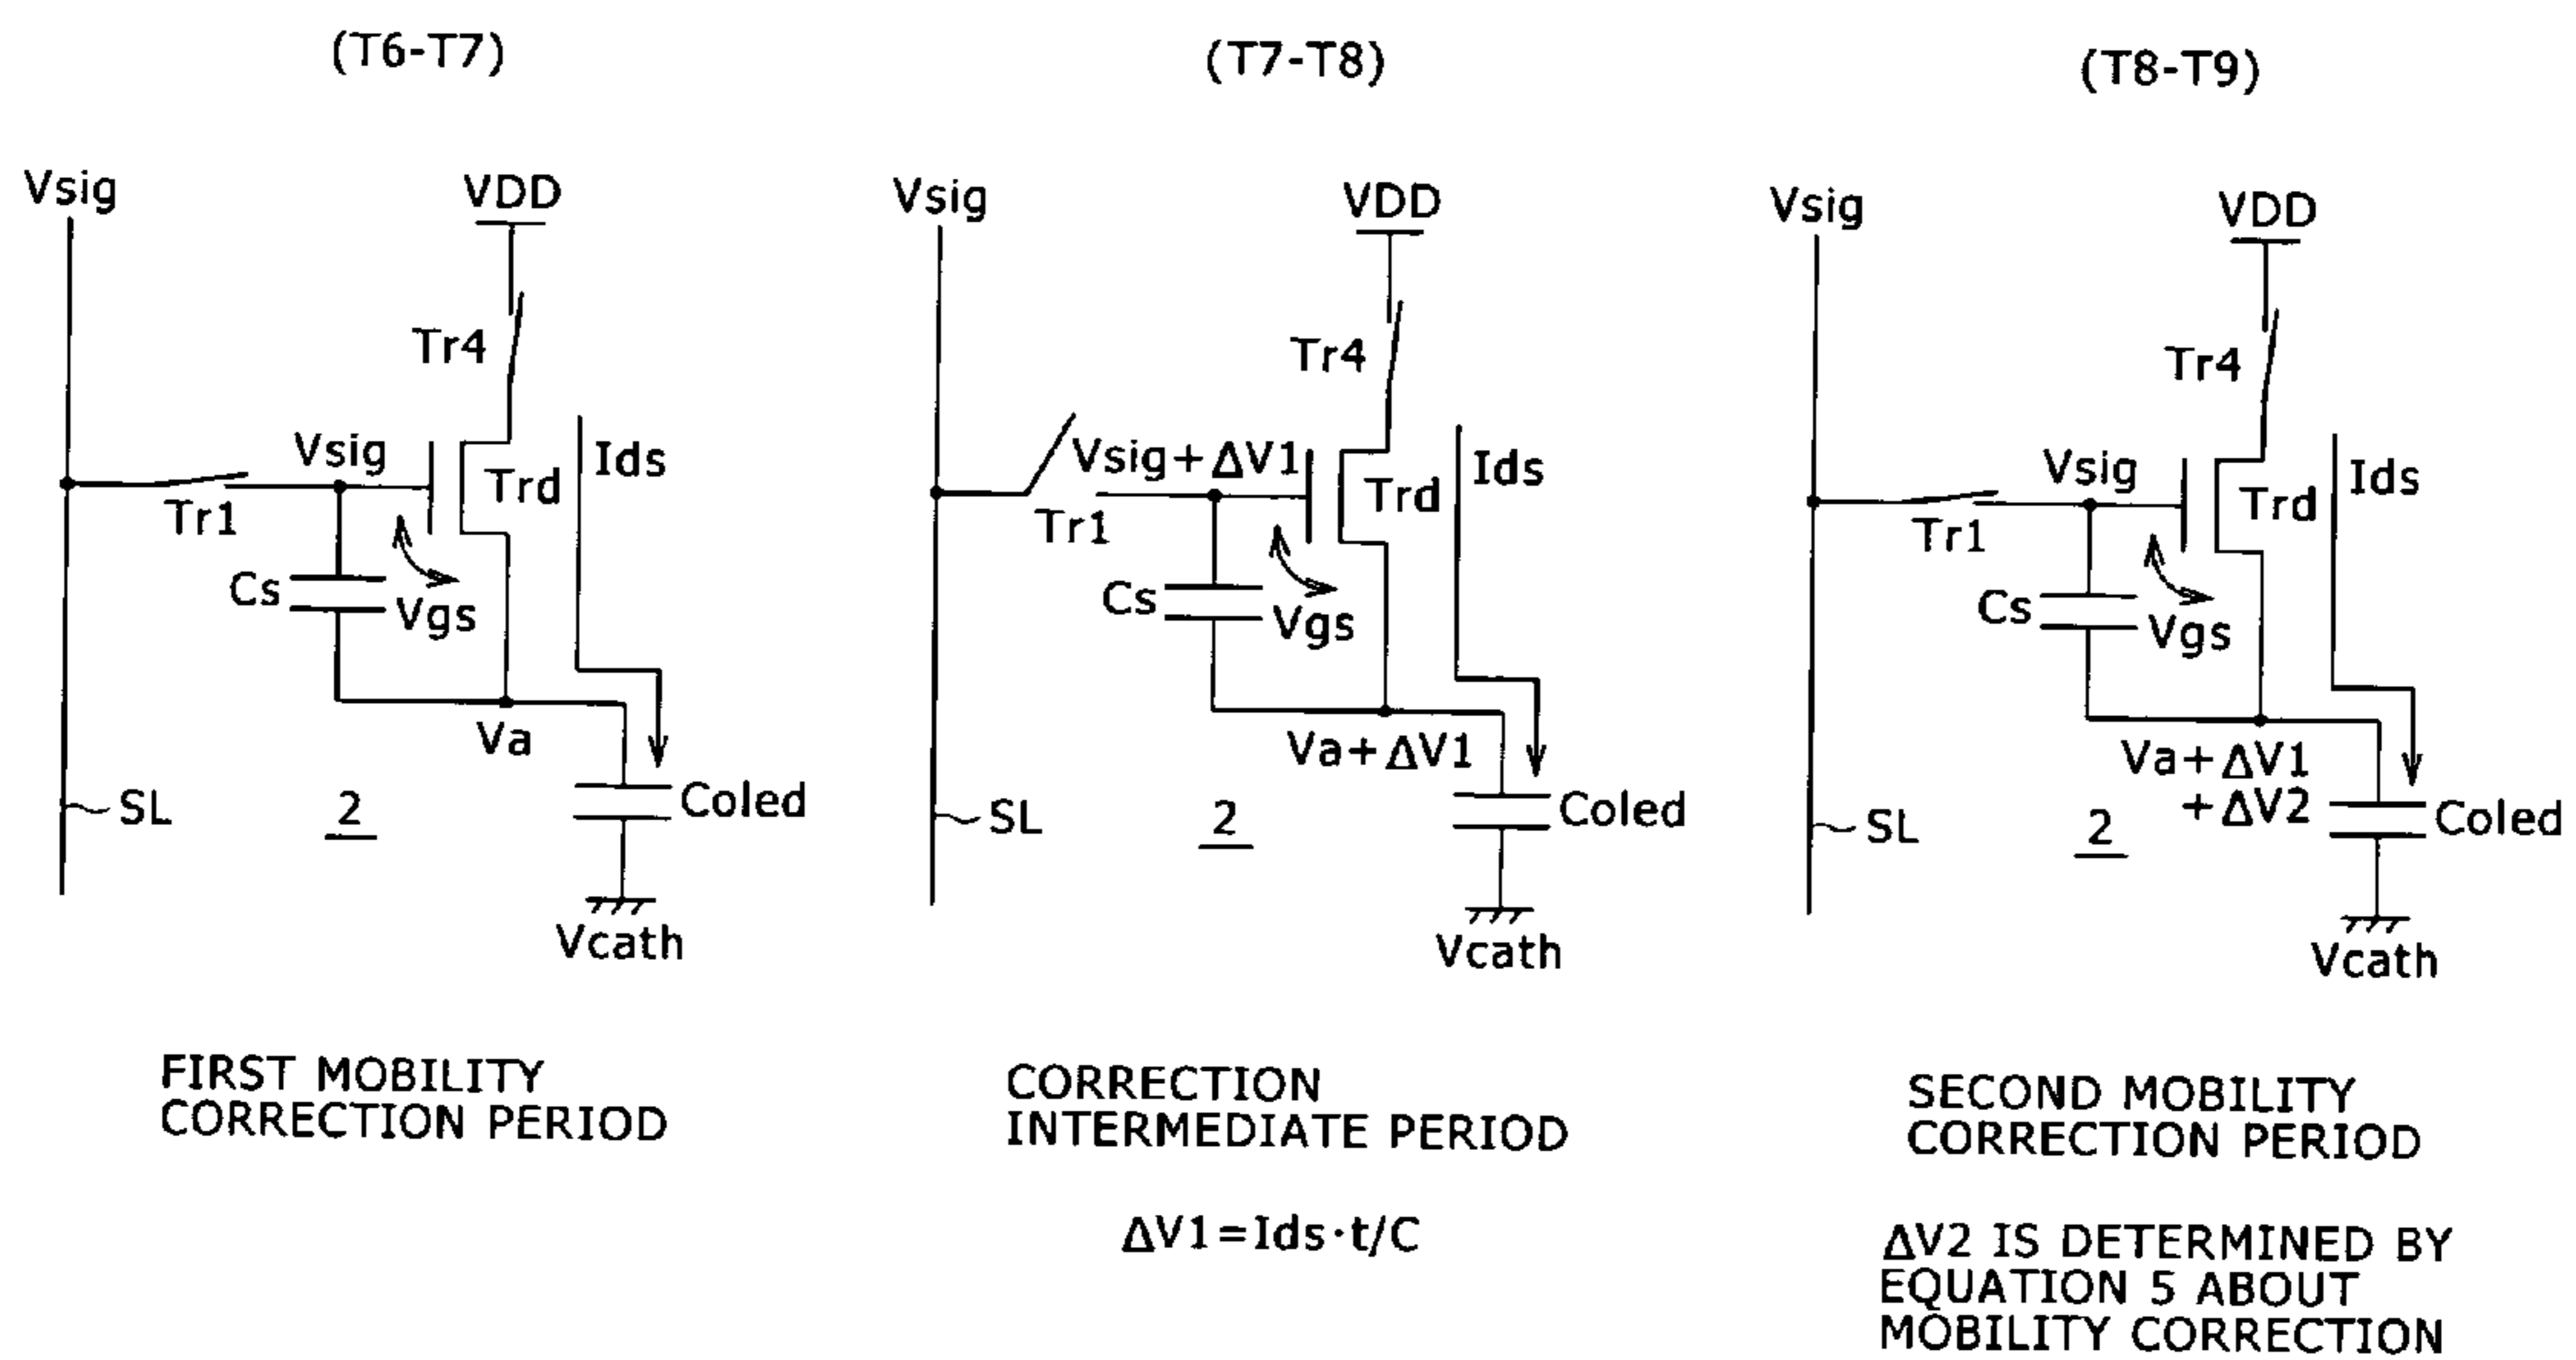 (T6-T7)
Vsig
VDD
Tr4
Vsig
Ids
Trd
Tr1
Cs
Vgs
Va
SL
2
Coled
Vcath
FIRST MOBILITY
CORRECTION PERIOD
(T7-T8)
Vsig
VDD
Tr4
Vsig+ΔV1
Ids
Trd
Tr1
Cs
Vgs
Va+ΔV1
SL
2
Coled
Vcath
CORRECTION
INTERMEDIATE PERIOD
ΔV1=Ids·t/C
(T8-T9)
Vsig
VDD
Tr4
Vsig
Ids
Trd
Tr1
Cs
Vgs
Va+ΔV1
+ΔV2
SL
2
Coled
Vcath
SECOND MOBILITY
CORRECTION PERIOD
ΔV2 IS DETERMINED BY
EQUATION 5 ABOUT
MOBILITY CORRECTION